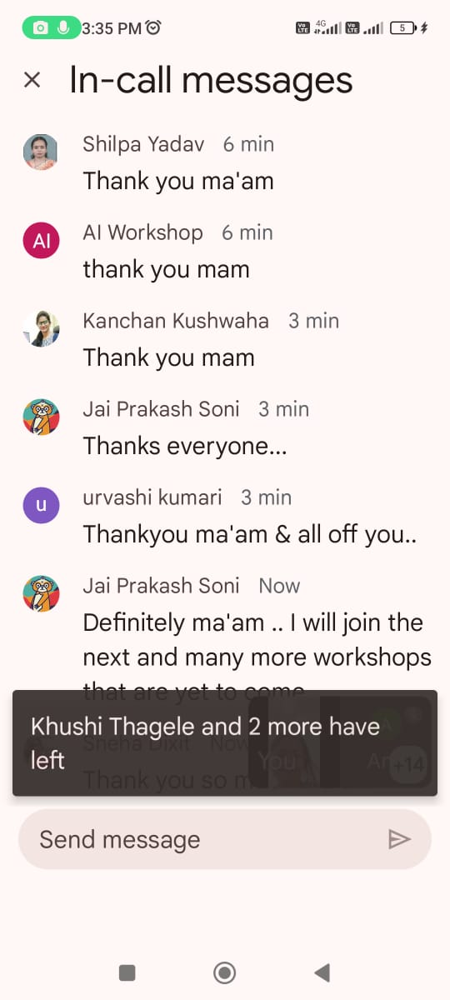 3:35 PM
Vo LTE 4G Vo LTE 5
In-call messages
Shilpa Yadav 6 min
Thank you ma'am
AI
AI Workshop 6 min
thank you mam
Kanchan Kushwaha 3 min
Thank you mam
Jai Prakash Soni 3 min
Thanks everyone...
u
urvashi kumari 3 min
Thankyou ma'am & all off you..
Jai Prakash Soni Now
Definitely ma'am .. I will join the
next and many more workshops
that are yet to come
Khushi Thagele and 2 more have
left
Sneha Dixit Now
You
+14
Thank you so
Send message